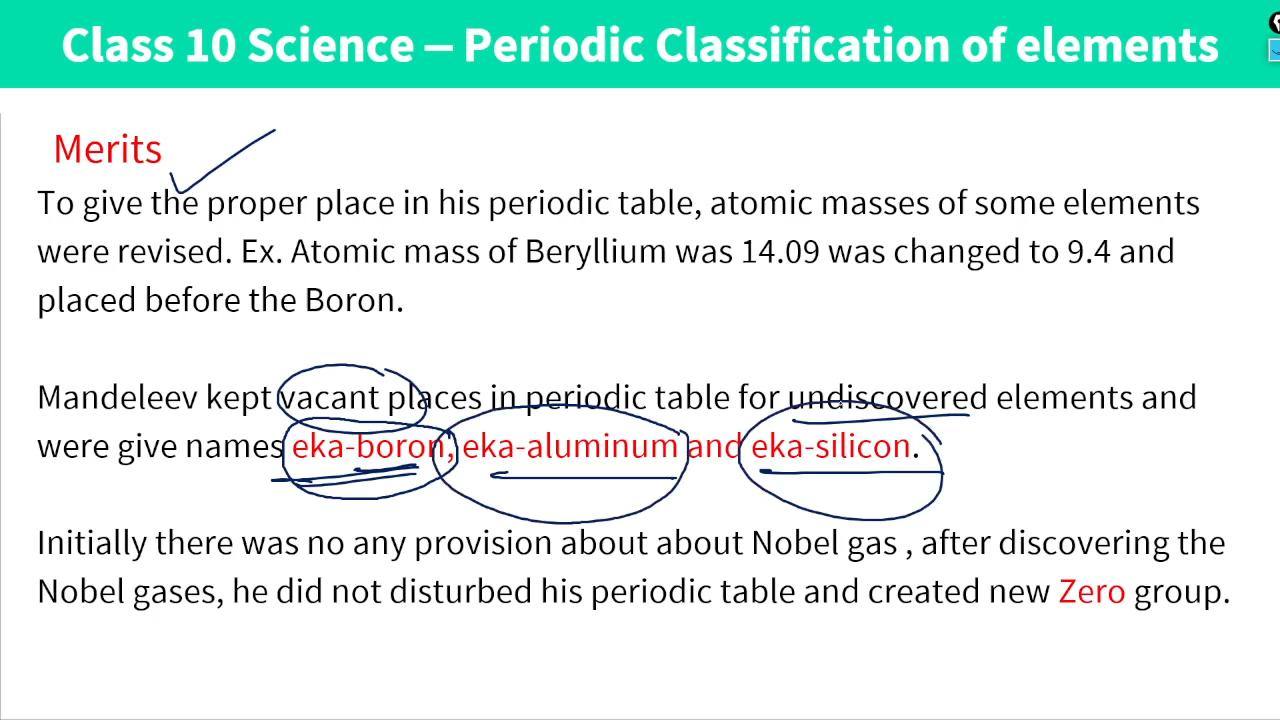 Class 10 Science – Periodic Classification of elements
Merits
To give the proper place in his periodic table, atomic masses of some elements
were revised. Ex. Atomic mass of Beryllium was 14.09 was changed to 9.4 and
placed before the Boron.
Mandeleev kept vacant places in periodic table for undiscovered elements and
were give names eka-boron, eka-aluminum and eka-silicon.
Initially there was no any provision about about Nobel gas , after discovering the
Nobel gases, he did not disturbed his periodic table and created new Zero group.